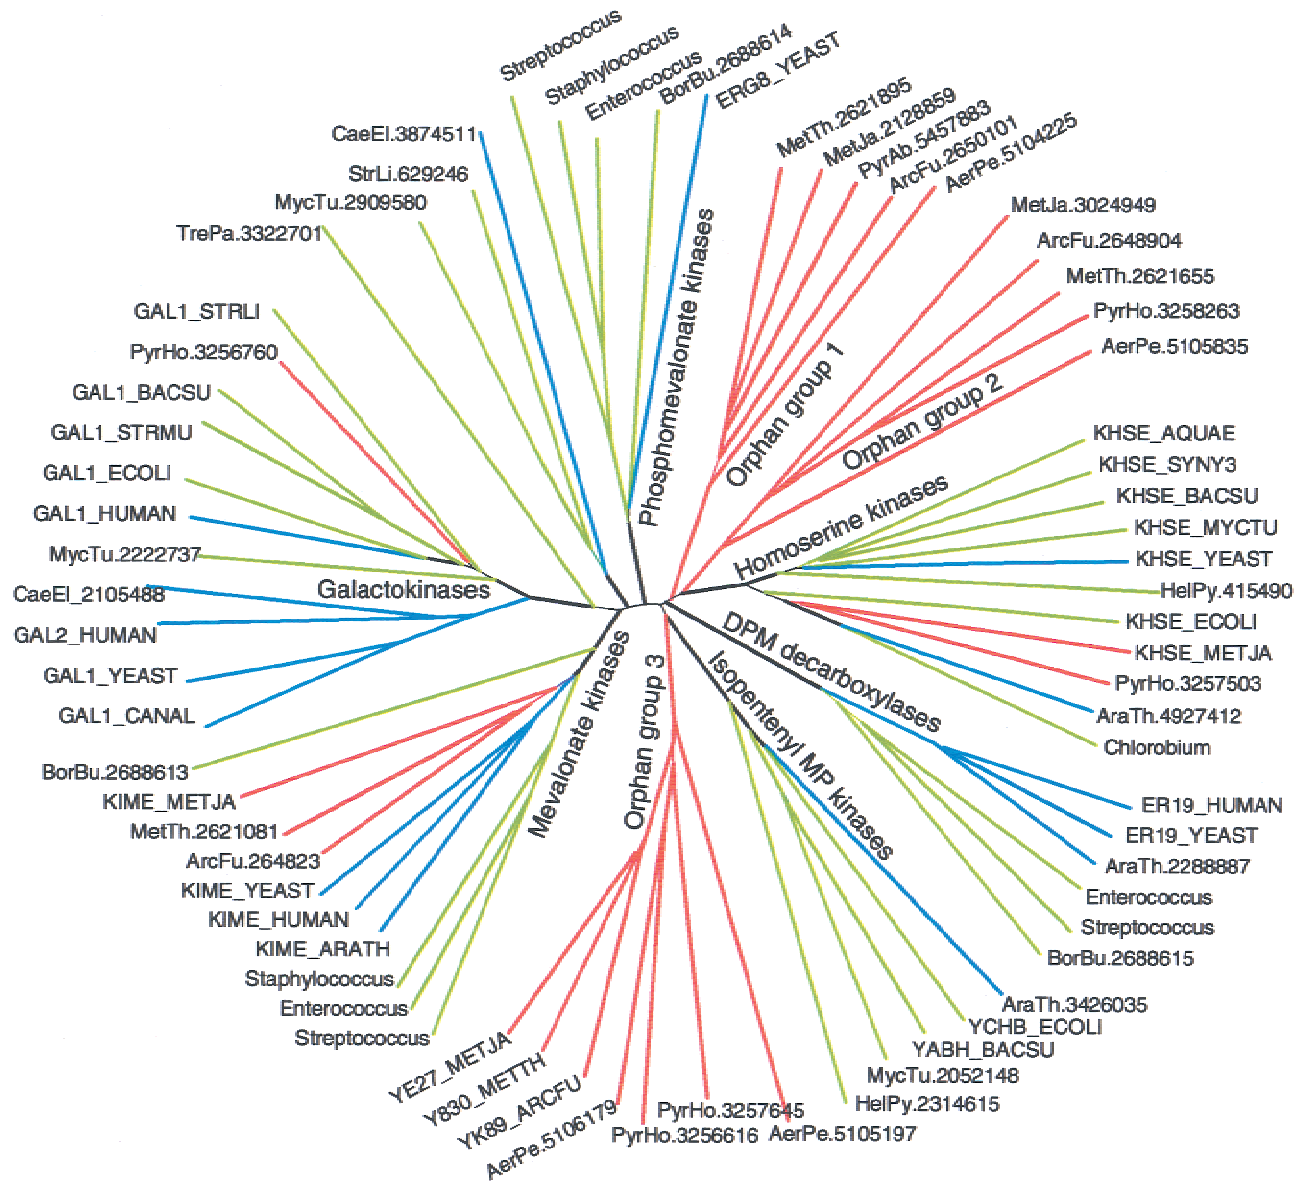 Streptococcus
Staphylococcus
Enterococcus
BorBu.2688614
ERG8_YEAST
CaeEl.3874511
StrLi.629246
MycTu.2909580
TrePa.3322701
Phosphomevalonate kinases
MetTh.2621895
MetJa.2128859
PyrAb.5457883
ArcFu.2650101
AerPe.5104225
Orphan group 1
MetJa.3024949
ArcFu.2648904
MetTh.2621655
PyrHo.3258263
AerPe.5105835
Orphan group 2
GAL1_STRLI
PyrHo.3256760
GAL1_BACSU
GAL1_STRMU
GAL1_ECOLI
GAL1_HUMAN
MycTu.2222737
CaeEl_2105488
GAL2_HUMAN
GAL1_YEAST
GAL1_CANAL
Galactokinases
KHSE_AQUAE
KHSE_SYNY3
KHSE_BACSU
KHSE_MYCTU
KHSE_YEAST
HelPy.415490
KHSE_ECOLI
KHSE_METJA
PyrHo.3257503
AraTh.4927412
Chlorobium
Homoserine kinases
DPM decarboxylases
ER19_HUMAN
ER19_YEAST
AraTh.2288887
Enterococcus
Streptococcus
BorBu.2688615
Isopentenyl MP kinases
AraTh.3426035
YCHB_ECOLI
YABH_BACSU
MycTu.2052148
HelPy.2314615
Orphan group 3
Mevalonate kinases
BorBu.2688613
KIME_METJA
MetTh.2621081
ArcFu.264823
KIME_YEAST
KIME_HUMAN
KIME_ARATH
Staphylococcus
Enterococcus
Streptococcus
YE27_METJA
Y830_METTH
YK89_ARCFU
AerPe.5106179
PyrHo.3257645
PyrHo.3256616
AerPe.5105197